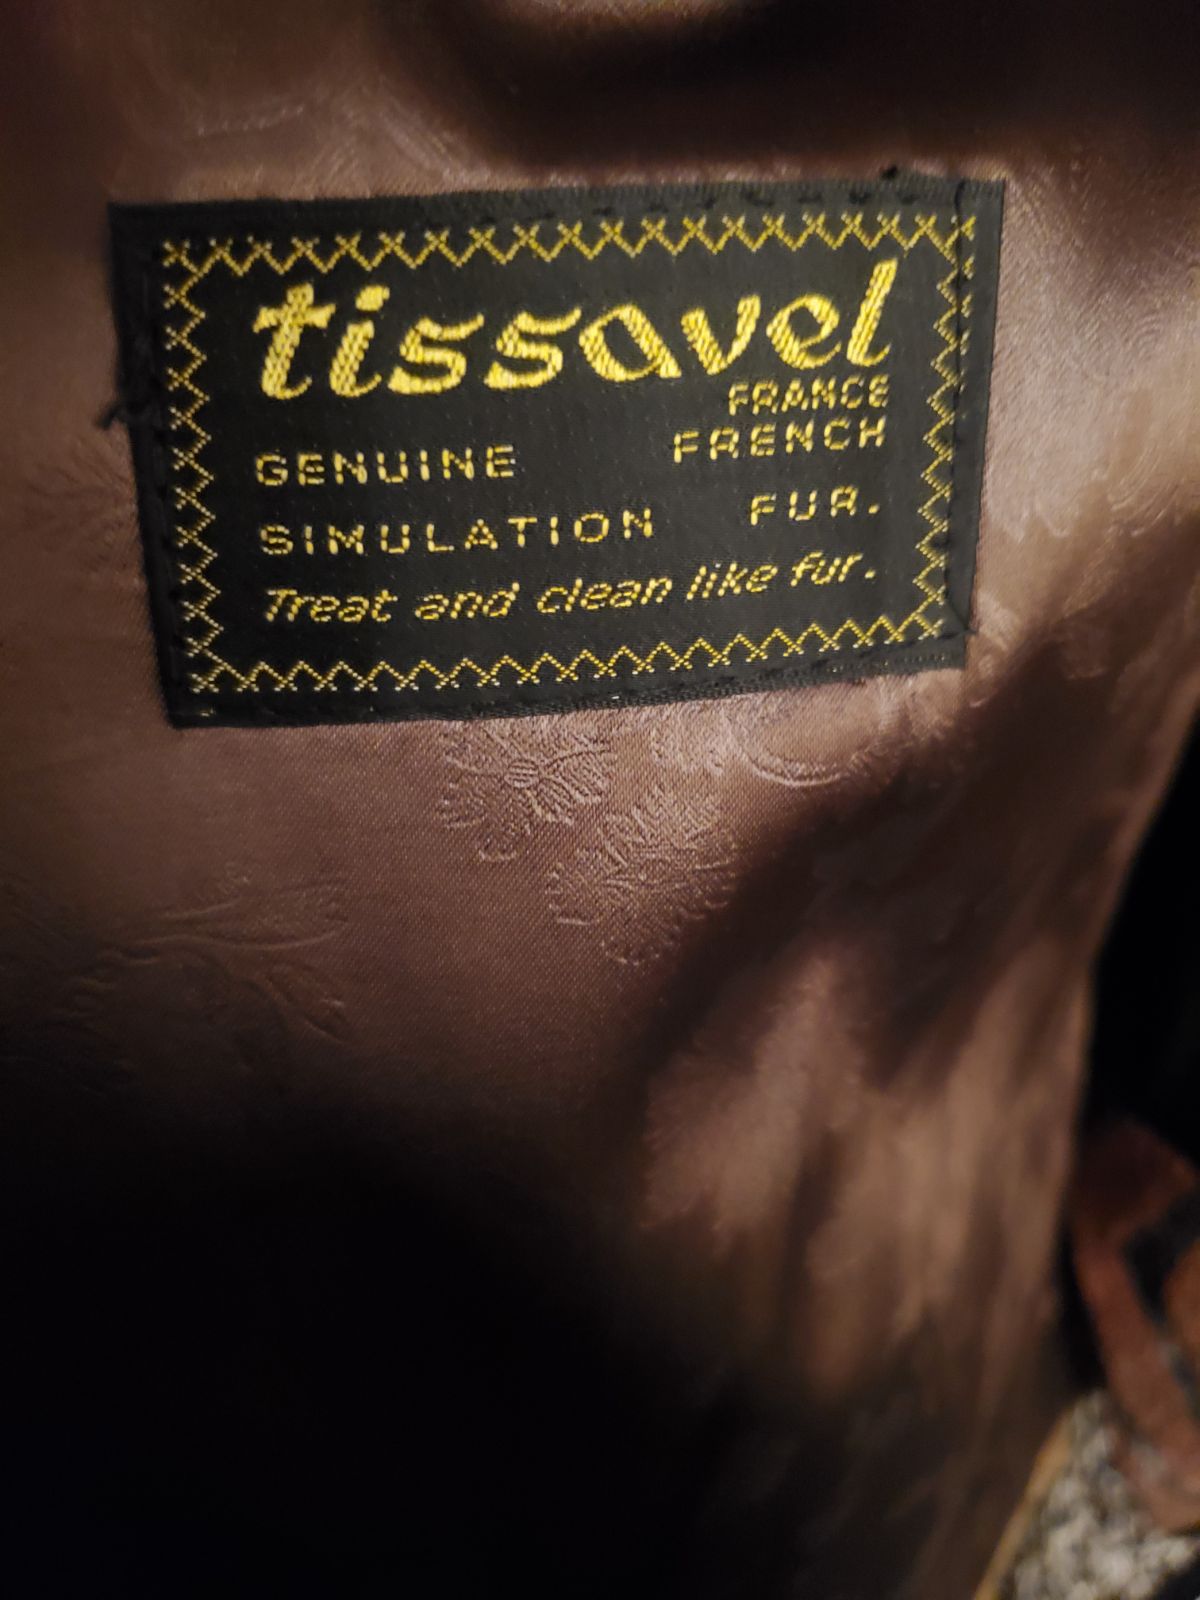 tissavel
FRANCE
GENUINE FRENCH
SIMULATION FUR.
Treat and clean like fur.